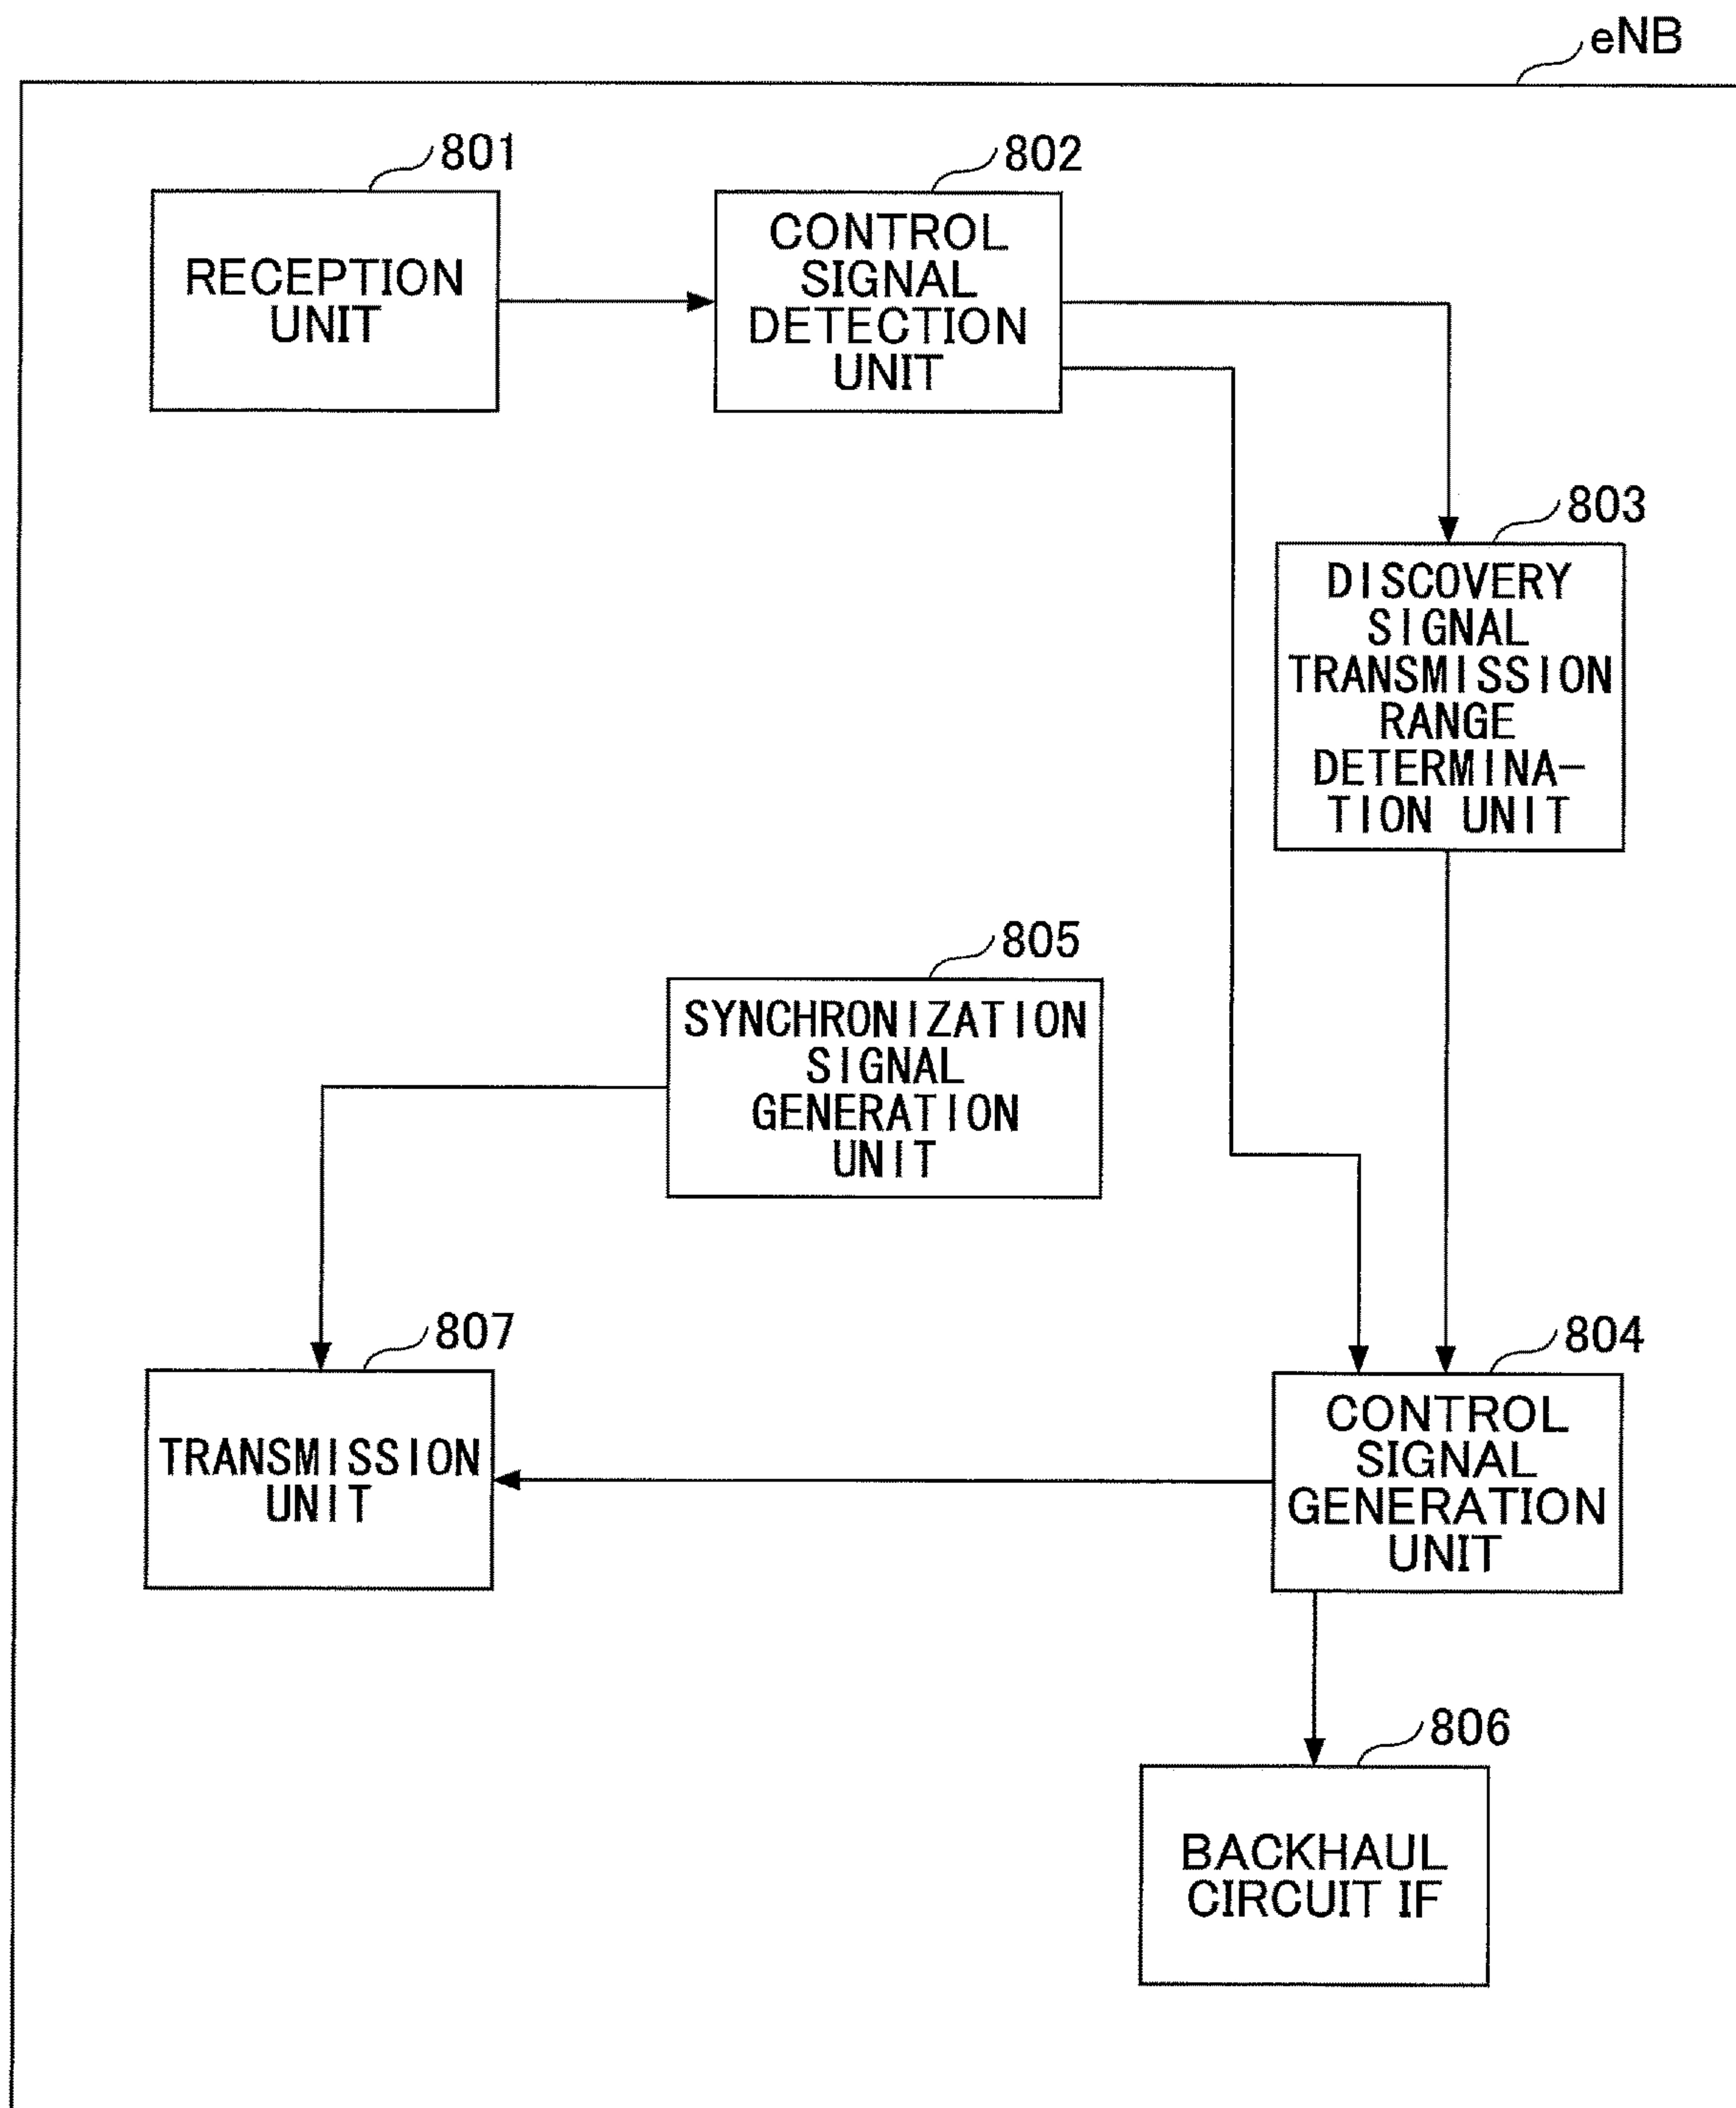 eNB
801
RECEPTION
UNIT
802
CONTROL
SIGNAL
DETECTION
UNIT
803
DISCOVERY
SIGNAL
TRANSMISSION
RANGE
DETERMINA-
TION UNIT
805
SYNCHRONIZATION
SIGNAL
GENERATION
UNIT
807
TRANSMISSION
UNIT
804
CONTROL
SIGNAL
GENERATION
UNIT
806
BACKHAUL
CIRCUIT IF